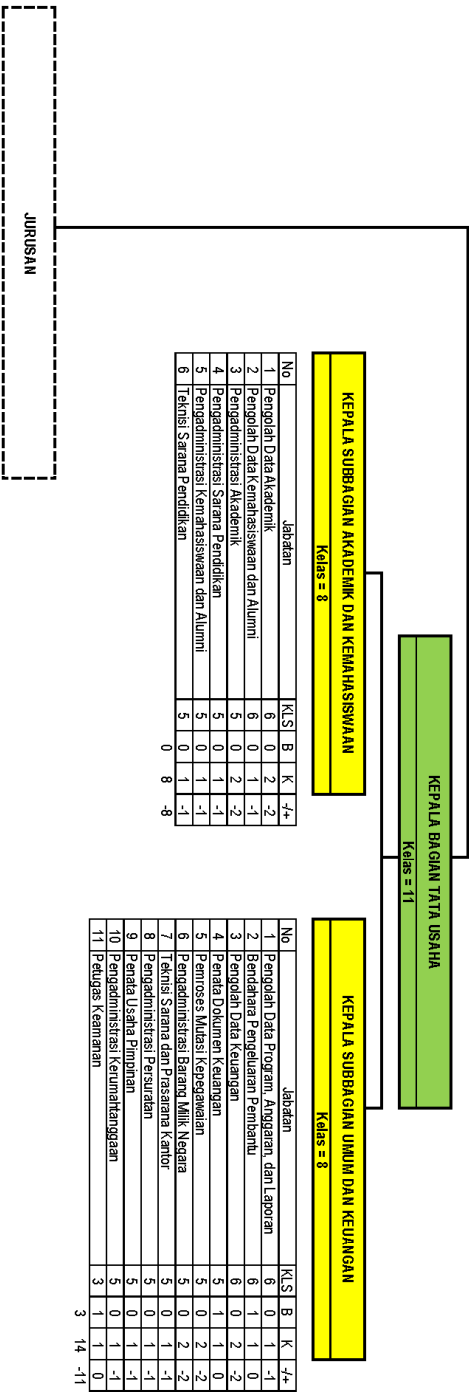 KEPALA BAGIAN TATA USAHA
Kelas = 11
KEPALA SUBBAGIAN AKADEMIK DAN KEMAHASISWAAN
Kelas = 8
No Jabatan KLS B K -/+
1 Pengolah Data Akademik 6 0 2 -2
2 Pengolah Data Kemahasiswaan dan Alumni 6 0 1 -1
3 Pengadministrasi Akademik 5 0 2 -2
4 Pengadministrasi Sarana Pendidikan 5 0 1 -1
5 Pengadministrasi Kemahasiswaan dan Alumni 5 0 1 -1
6 Teknisi Sarana Pendidikan 5 0 1 -1
0 8 -8
KEPALA SUBBAGIAN UMUM DAN KEUANGAN
Kelas = 8
No Jabatan KLS B K -/+
1 Pengolah Data Program, Anggaran, dan Laporan 6 0 1 -1
2 Bendahara Pengeluaran Pembantu 6 1 1 0
3 Pengolah Data Keuangan 6 0 2 -2
4 Penata Dokumen Keuangan 5 1 1 0
5 Pemroses Mutasi Kepegawaian 5 0 2 -2
6 Pengadministrasi Barang Milik Negara 5 0 2 -2
7 Teknisi Sarana dan Prasarana Kantor 5 0 1 -1
8 Pengadministrasi Persuratan 5 0 1 -1
9 Penata Usaha Pimpinan 5 0 1 -1
10 Pengadministrasi Kerumahtanggaan 5 0 1 -1
11 Petugas Keamanan 3 1 1 0
3 14 -11
JURUSAN